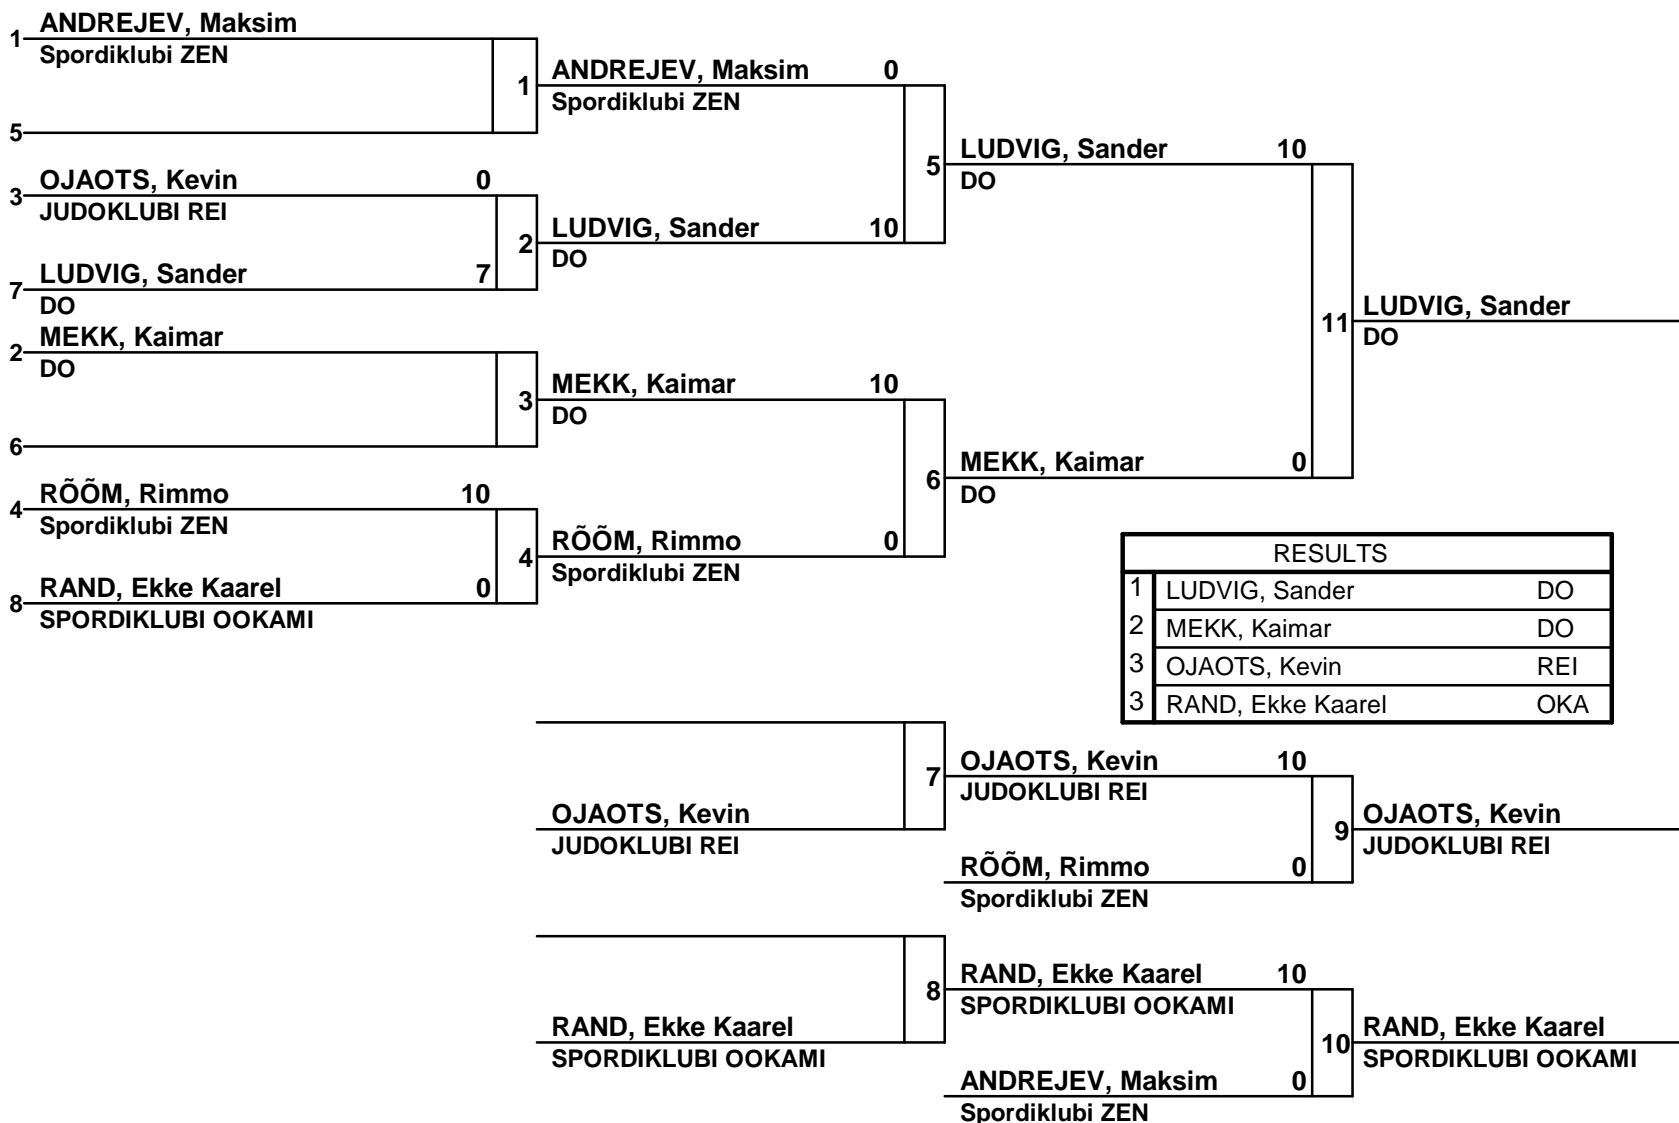 1 ANDREJEV, Maksim
Spordiklubi ZEN
1 ANDREJEV, Maksim 0
Spordiklubi ZEN
5
5 LUDVIG, Sander 10
DO
3 OJAOTS, Kevin 0
JUDOKLUBI REI
2 LUDVIG, Sander 10
DO
7 LUDVIG, Sander 7
DO
11 LUDVIG, Sander
DO
2 MEKK, Kaimar
DO
3 MEKK, Kaimar 10
DO
6
6 MEKK, Kaimar 0
DO
4 RÕÕM, Rimmo 10
Spordiklubi ZEN
4 RÕÕM, Rimmo 0
Spordiklubi ZEN
8 RAND, Ekke Kaarel 0
SPORDIKLUBI OOKAMI
RESULTS
1 LUDVIG, Sander DO
2 MEKK, Kaimar DO
3 OJAOTS, Kevin REI
3 RAND, Ekke Kaarel OKA
7 OJAOTS, Kevin 10
JUDOKLUBI REI
OJAOTS, Kevin
JUDOKLUBI REI
9 OJAOTS, Kevin
JUDOKLUBI REI
RÕÕM, Rimmo 0
Spordiklubi ZEN
8 RAND, Ekke Kaarel 10
SPORDIKLUBI OOKAMI
RAND, Ekke Kaarel
SPORDIKLUBI OOKAMI
10 RAND, Ekke Kaarel
SPORDIKLUBI OOKAMI
ANDREJEV, Maksim 0
Spordiklubi ZEN